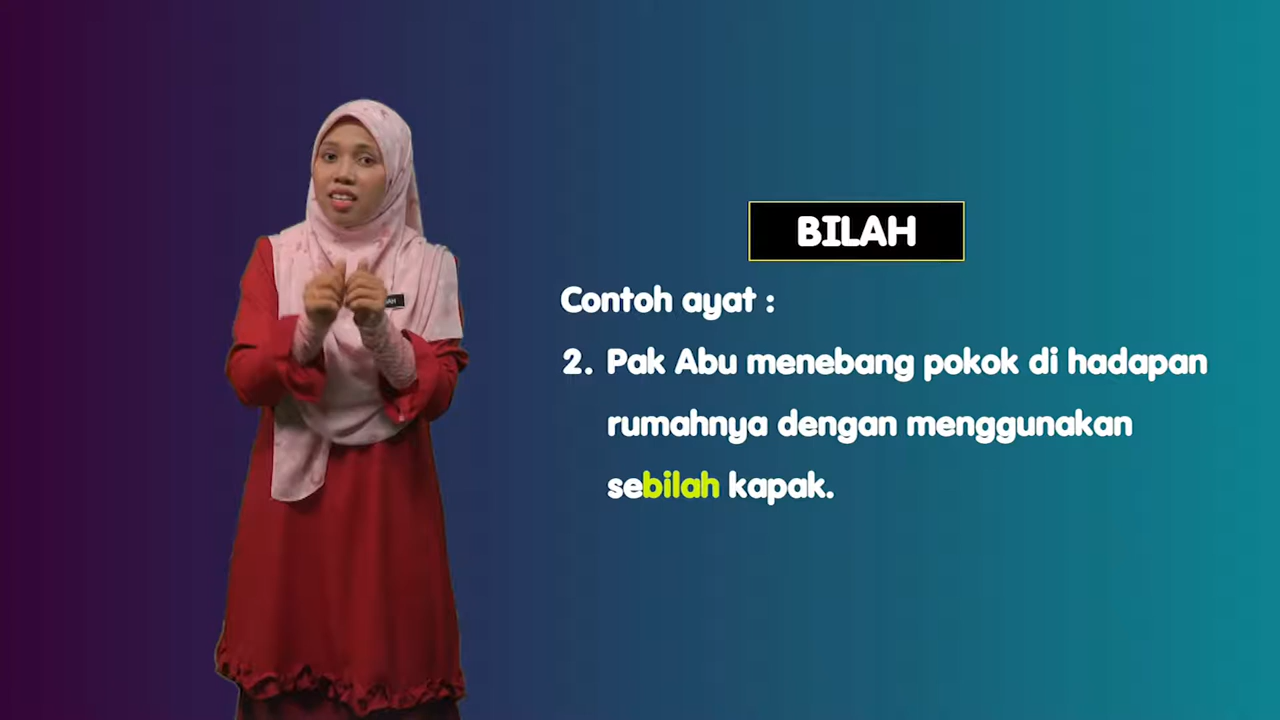 BILAH
Contoh ayat :
2. Pak Abu menebang pokok di hadapan
rumahnya dengan menggunakan
sebilah kapak.